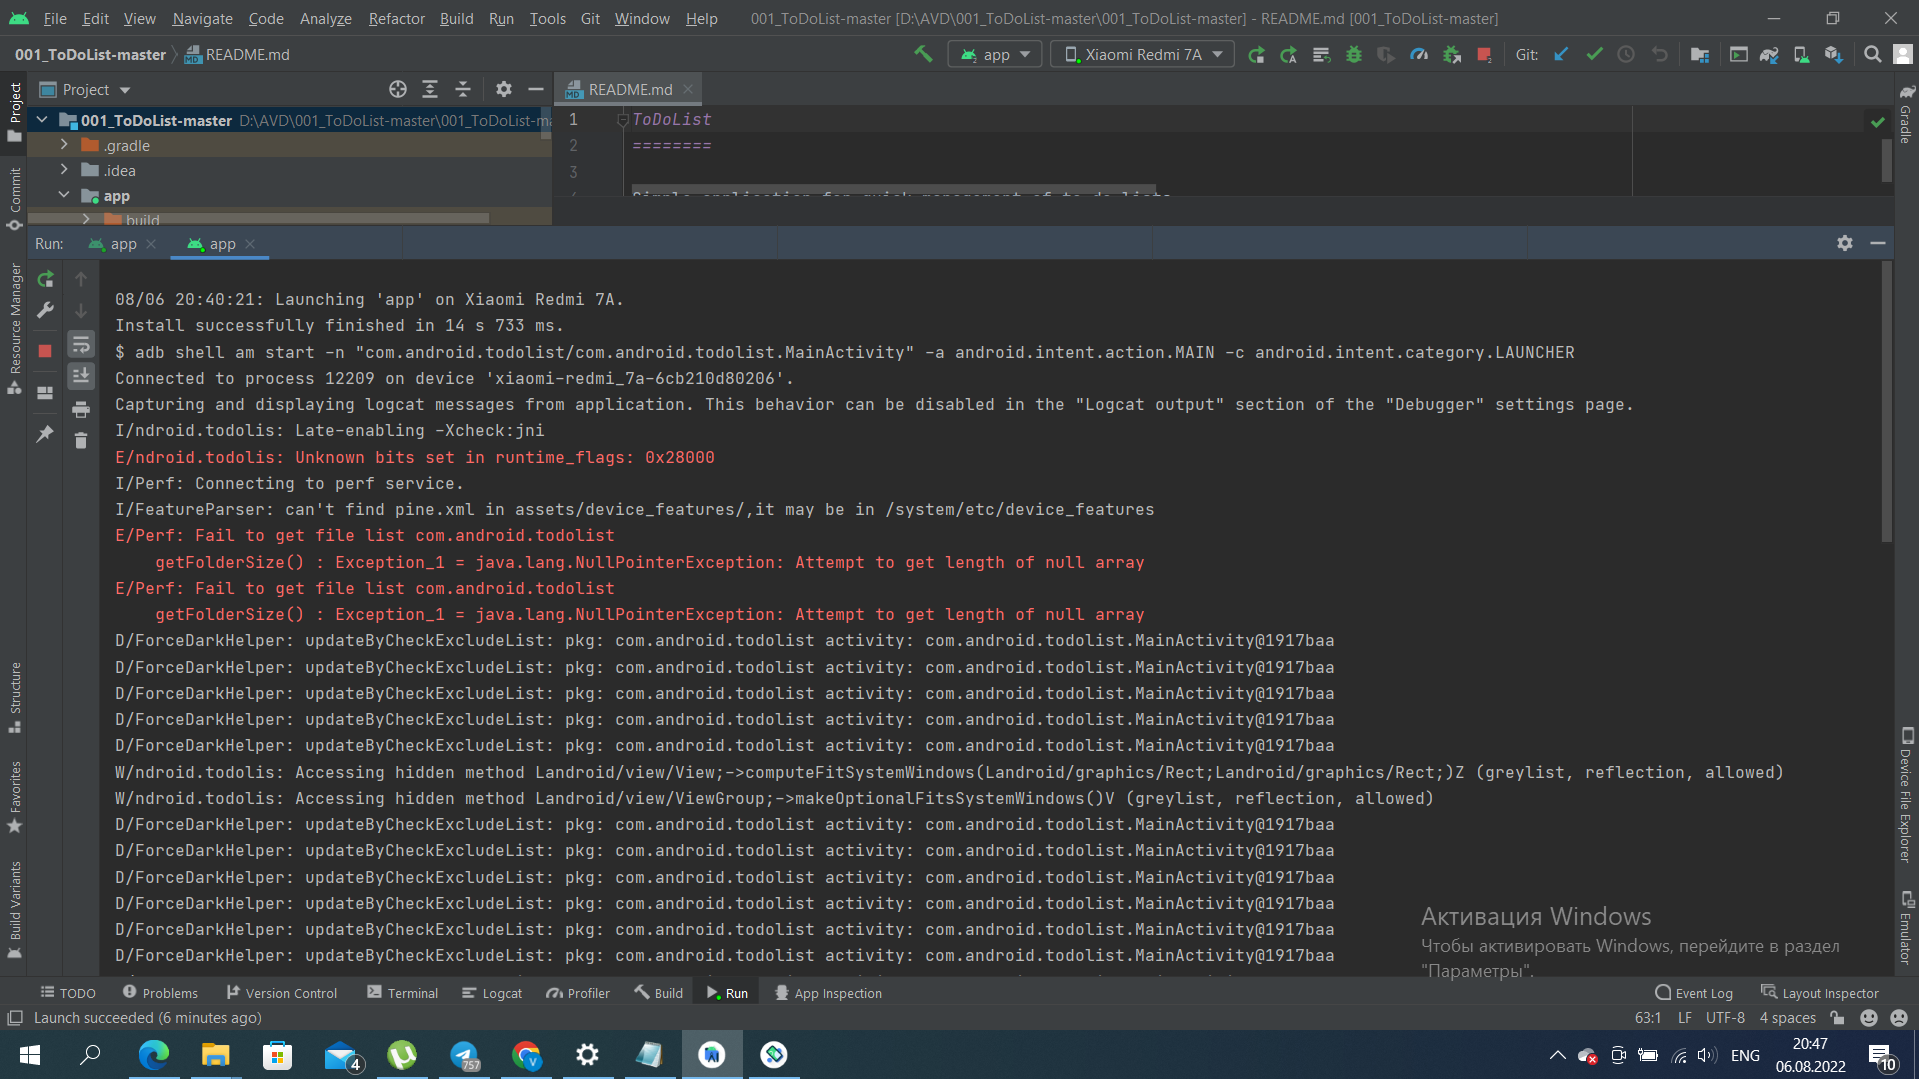 File Edit View Navigate Code Analyze Refactor Build Run Tools Git Window Help 001_ToDoList-master [D:\AVD\001_ToDoList-master\001_ToDoList-master] - README.md [001_ToDoList-master]
001_ToDoList-master README.md app Xiaomi Redmi 7A Git:
Project README.md
001_ToDoList-master D:\AVD\001_ToDoList-master\001_ToDoList-m
.gradle
.idea
app
build
1 ToDoList
2 ========
3
Simple application for quick management of to-do lists
Run: app app
08/06 20:40:21: Launching 'app' on Xiaomi Redmi 7A.
Install successfully finished in 14 s 733 ms.
$ adb shell am start -n "com.android.todolist/com.android.todolist.MainActivity" -a android.intent.action.MAIN -c android.intent.category.LAUNCHER
Connected to process 12209 on device 'xiaomi-redmi_7a-6cb210d80206'.
Capturing and displaying logcat messages from application. This behavior can be disabled in the "Logcat output" section of the "Debugger" settings page.
I/ndroid.todolis: Late-enabling -Xcheck:jni
E/ndroid.todolis: Unknown bits set in runtime_flags: 0x28000
I/Perf: Connecting to perf service.
I/FeatureParser: can't find pine.xml in assets/device_features/,it may be in /system/etc/device_features
E/Perf: Fail to get file list com.android.todolist
getFolderSize() : Exception_1 = java.lang.NullPointerException: Attempt to get length of null array
E/Perf: Fail to get file list com.android.todolist
getFolderSize() : Exception_1 = java.lang.NullPointerException: Attempt to get length of null array
D/ForceDarkHelper: updateByCheckExcludeList: pkg: com.android.todolist activity: com.android.todolist.MainActivity@1917baa
D/ForceDarkHelper: updateByCheckExcludeList: pkg: com.android.todolist activity: com.android.todolist.MainActivity@1917baa
D/ForceDarkHelper: updateByCheckExcludeList: pkg: com.android.todolist activity: com.android.todolist.MainActivity@1917baa
D/ForceDarkHelper: updateByCheckExcludeList: pkg: com.android.todolist activity: com.android.todolist.MainActivity@1917baa
D/ForceDarkHelper: updateByCheckExcludeList: pkg: com.android.todolist activity: com.android.todolist.MainActivity@1917baa
W/ndroid.todolis: Accessing hidden method Landroid/view/View;->computeFitSystemWindows(Landroid/graphics/Rect;Landroid/graphics/Rect;)Z (greylist, reflection, allowed)
W/ndroid.todolis: Accessing hidden method Landroid/view/ViewGroup;->makeOptionalFitsSystemWindows()V (greylist, reflection, allowed)
D/ForceDarkHelper: updateByCheckExcludeList: pkg: com.android.todolist activity: com.android.todolist.MainActivity@1917baa
D/ForceDarkHelper: updateByCheckExcludeList: pkg: com.android.todolist activity: com.android.todolist.MainActivity@1917baa
D/ForceDarkHelper: updateByCheckExcludeList: pkg: com.android.todolist activity: com.android.todolist.MainActivity@1917baa
D/ForceDarkHelper: updateByCheckExcludeList: pkg: com.android.todolist activity: com.android.todolist.MainActivity@1917baa
D/ForceDarkHelper: updateByCheckExcludeList: pkg: com.android.todolist activity: com.android.todolist.MainActivity@1917baa
D/ForceDarkHelper: updateByCheckExcludeList: pkg: com.android.todolist activity: com.android.todolist.MainActivity@1917baa
Активация Windows
Чтобы активировать Windows, перейдите в раздел
"Параметры".
Project
Commit
Resource Manager
Structure
Favorites
Build Variants
Gradle
Device File Explorer
Emulator
TODO Problems Version Control Terminal Logcat Profiler Build Run App Inspection Event Log Layout Inspector
Launch succeeded (6 minutes ago) 63:1 LF UTF-8 4 spaces
4 757 V ENG 20:47
06.08.2022 10